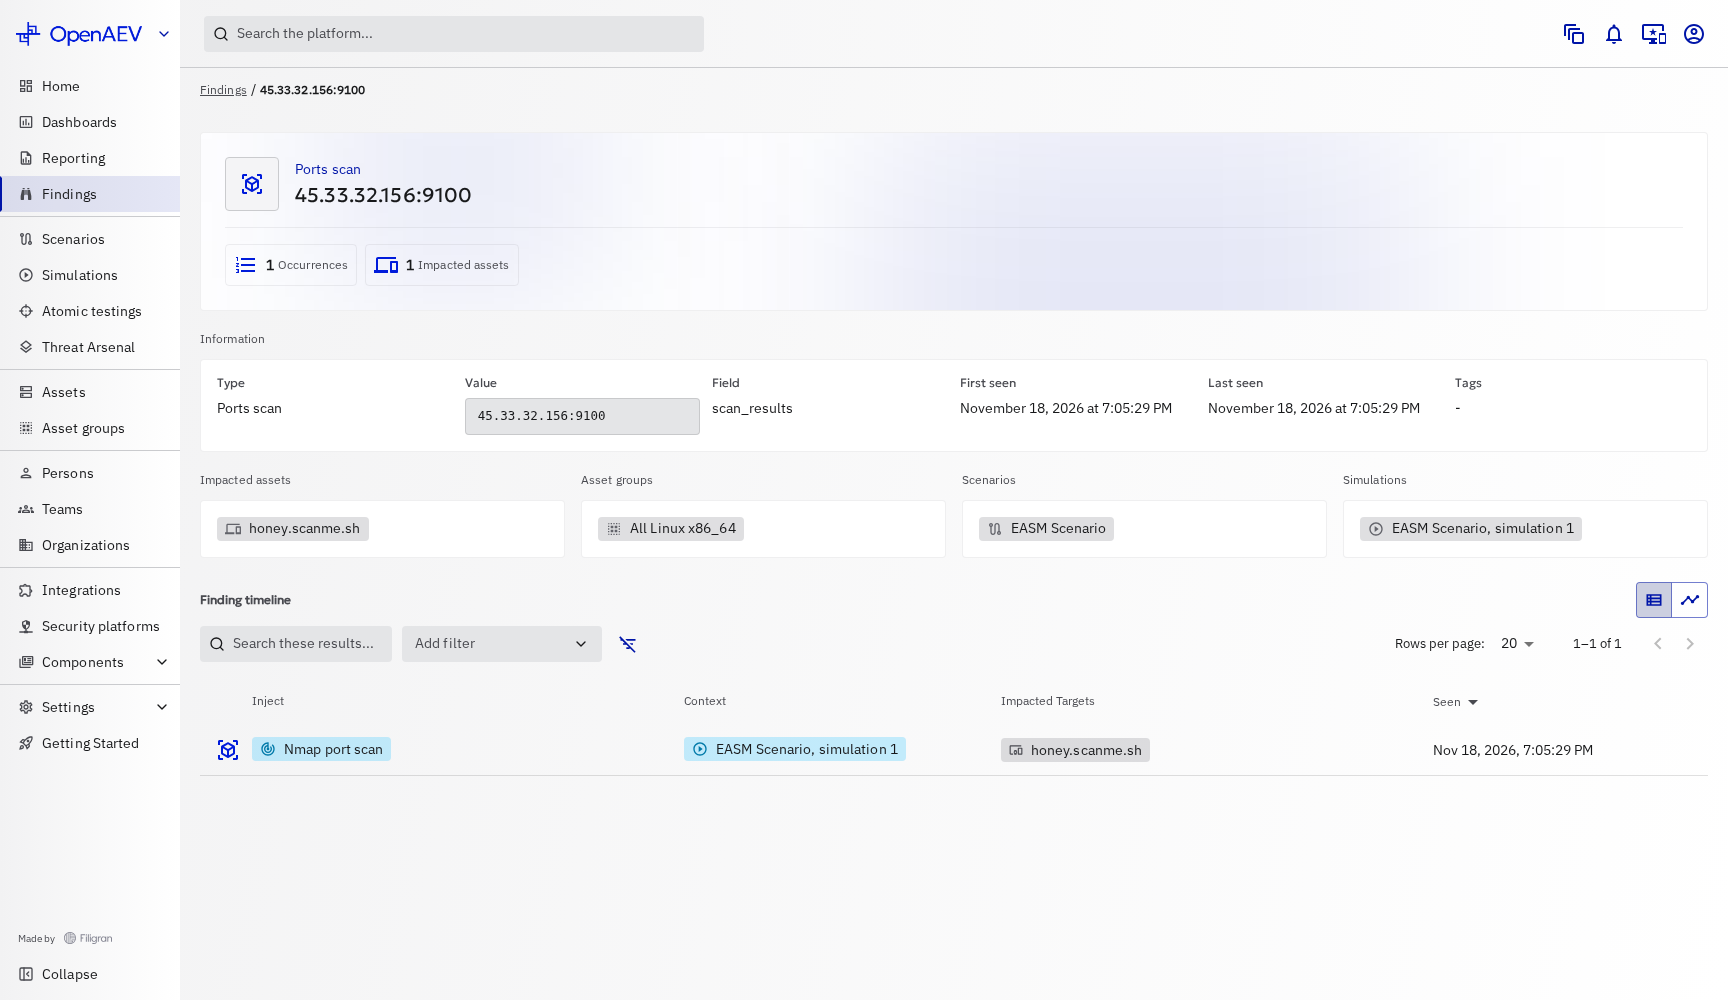 OpenAEV
Search the platform...
Home
Dashboards
Reporting
Findings
Scenarios
Simulations
Atomic testings
Threat Arsenal
Assets
Asset groups
Persons
Teams
Organizations
Integrations
Security platforms
Components
Settings
Getting Started
Made by Filigran
Collapse
Findings / 45.33.32.156:9100
Ports scan
45.33.32.156:9100
1 Occurrences
1 Impacted assets
Information
Type Value Field First seen Last seen Tags
Ports scan 45.33.32.156:9100 scan_results November 18, 2026 at 7:05:29 PM November 18, 2026 at 7:05:29 PM -
Impacted assets Asset groups Scenarios Simulations
honey.scanme.sh All Linux x86_64 EASM Scenario EASM Scenario, simulation 1
Finding timeline
Search these results... Add filter Rows per page: 20 1–1 of 1
Inject Context Impacted Targets Seen
Nmap port scan EASM Scenario, simulation 1 honey.scanme.sh Nov 18, 2026, 7:05:29 PM